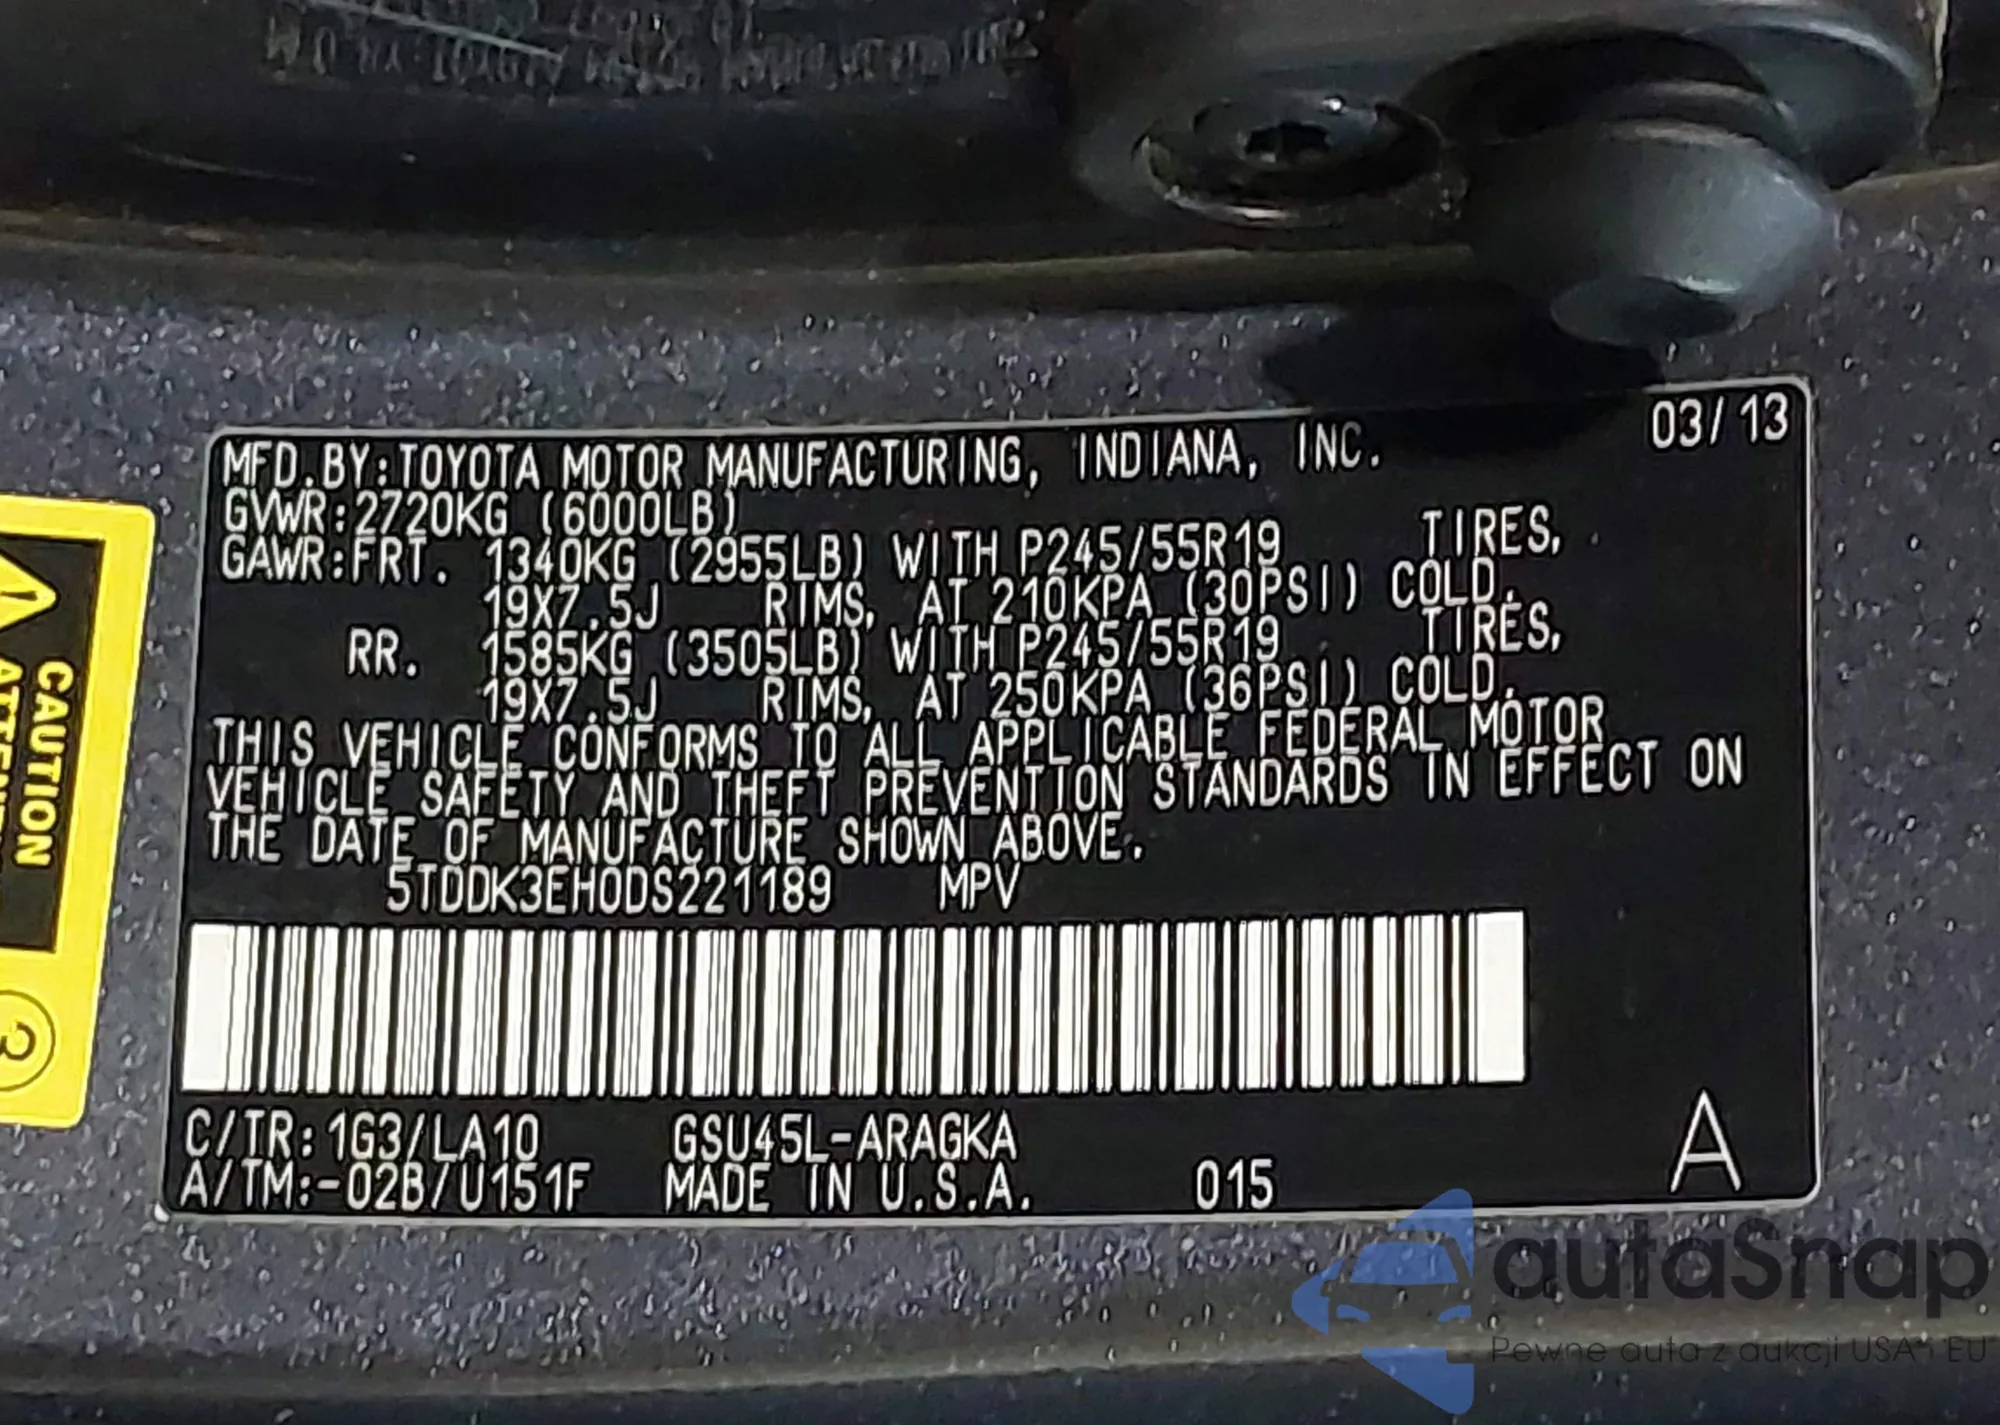 MFD.BY:TOYOTA MOTOR MANUFACTURING, INDIANA, INC. 03/13
GVWR:2720KG (6000LB)
GAWR:FRT. 1340KG (2955LB) WITH P245/55R19 TIRES,
19X7.5J RIMS, AT 210KPA (30PSI) COLD.
RR. 1585KG (3505LB) WITH P245/55R19 TIRES,
19X7.5J RIMS, AT 250KPA (36PSI) COLD.
THIS VEHICLE CONFORMS TO ALL APPLICABLE FEDERAL MOTOR
VEHICLE SAFETY AND THEFT PREVENTION STANDARDS IN EFFECT ON
THE DATE OF MANUFACTURE SHOWN ABOVE.
5TDDK3EH0DS221189 MPV
C/TR:1G3/LA10 GSU45L-ARAGKA
A/TM:-02B/U151F MADE IN U.S.A. 015 A
CAUTION
3
autaSnap
Pewne auta z aukcji USA i EU